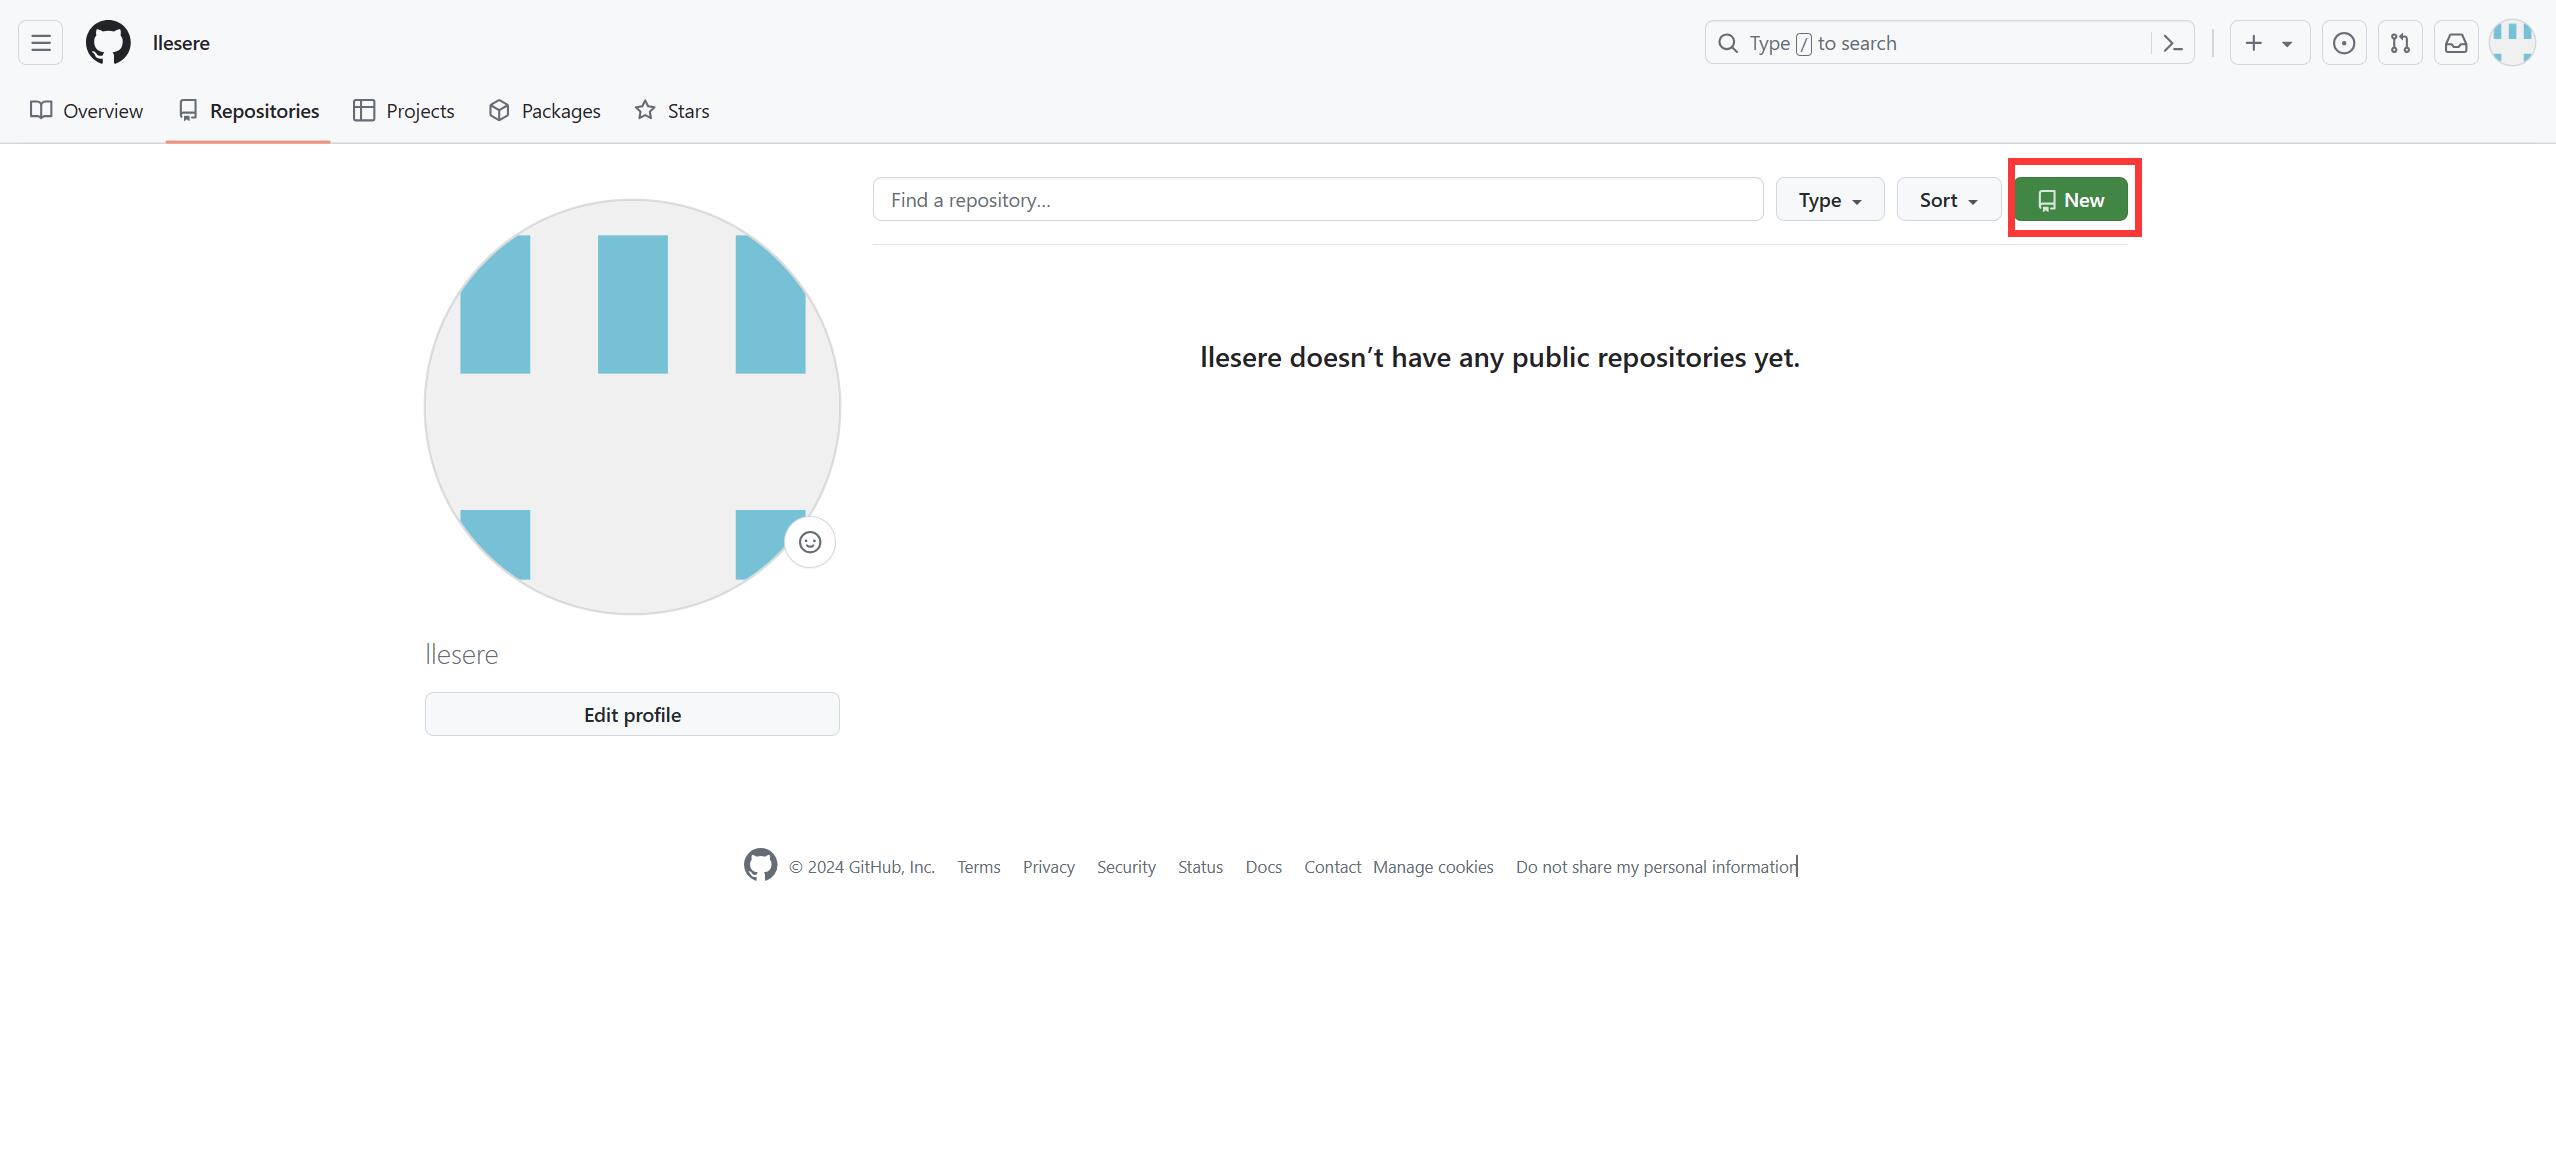 llesere
Type / to search
Overview Repositories Projects Packages Stars
Find a repository... Type Sort New
llesere doesn’t have any public repositories yet.
llesere
Edit profile
© 2024 GitHub, Inc. Terms Privacy Security Status Docs Contact Manage cookies Do not share my personal information